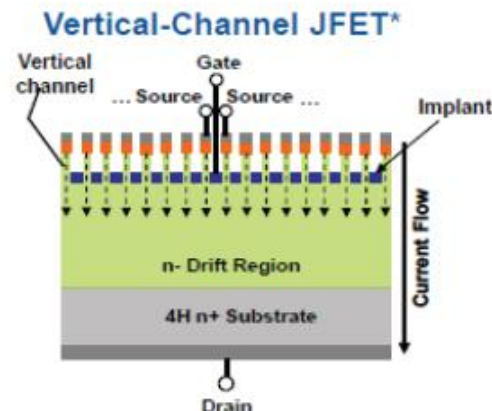 Vertical-Channel JFET*
Vertical
channel
Gate
... Source
Source ...
Implant
n- Drift Region
4H n+ Substrate
Current Flow
Drain